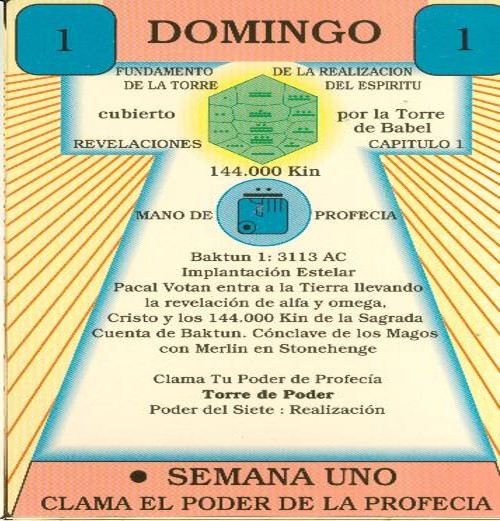 1 DOMINGO 1
FUNDAMENTO DE LA REALIZACION
DE LA TORRE DEL ESPIRITU
cubierto por la Torre
de Babel
REVELACIONES CAPITULO 1
144.000 Kin
MANO DE PROFECIA
Baktun 1: 3113 AC
Implantación Estelar
Pacal Votan entra a la Tierra llevando
la revelación de alfa y omega,
Cristo y los 144.000 Kin de la Sagrada
Cuenta de Baktun. Cónclave de los Magos
con Merlin en Stonehenge
Clama Tu Poder de Profecía
Torre de Poder
Poder del Siete : Realización
• SEMANA UNO
CLAMA EL PODER DE LA PROFECIA